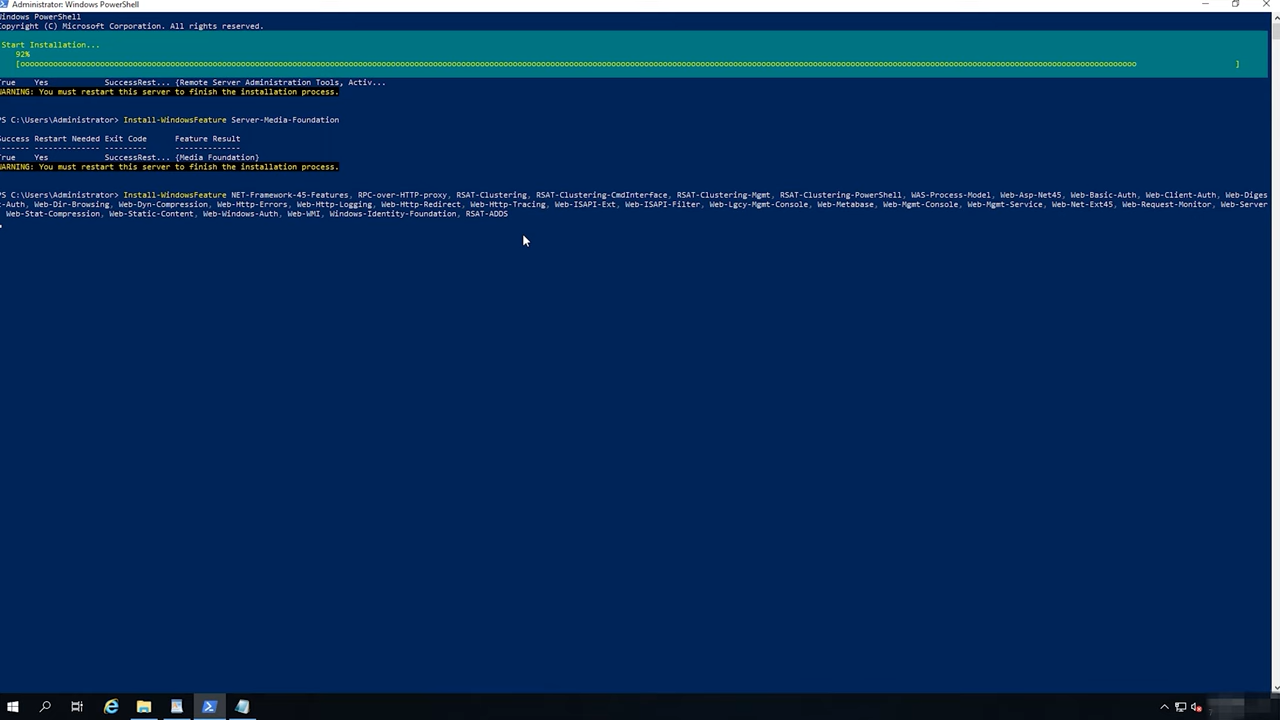 Administrator: Windows PowerShell
Windows PowerShell
Copyright (C) Microsoft Corporation. All rights reserved.
Start Installation...
92%
[oooooooooooooooooooooooooooooooooooooooooooooooooooooooooooooooooooooooooooooooooooooooooooooooooooooooooooooooooooooooooooooooooooooooooooooooooooooooooooooooooooooooooooooooooooooooooooooooooooooo ]
True Yes SuccessRest... {Remote Server Administration Tools, Activ...
WARNING: You must restart this server to finish the installation process.
PS C:\Users\Administrator> Install-WindowsFeature Server-Media-Foundation
Success Restart Needed Exit Code Feature Result
------- -------------- --------- --------------
True Yes SuccessRest... {Media Foundation}
WARNING: You must restart this server to finish the installation process.
PS C:\Users\Administrator> Install-WindowsFeature NET-Framework-45-Features, RPC-over-HTTP-proxy, RSAT-Clustering, RSAT-Clustering-CmdInterface, RSAT-Clustering-Mgmt, RSAT-Clustering-PowerShell, WAS-Process-Model, Web-Asp-Net45, Web-Basic-Auth, Web-Client-Auth, Web-Diges
t-Auth, Web-Dir-Browsing, Web-Dyn-Compression, Web-Http-Errors, Web-Http-Logging, Web-Http-Redirect, Web-Http-Tracing, Web-ISAPI-Ext, Web-ISAPI-Filter, Web-Lgcy-Mgmt-Console, Web-Metabase, Web-Mgmt-Console, Web-Mgmt-Service, Web-Net-Ext45, Web-Request-Monitor, Web-Server
, Web-Stat-Compression, Web-Static-Content, Web-Windows-Auth, Web-WMI, Windows-Identity-Foundation, RSAT-ADDS